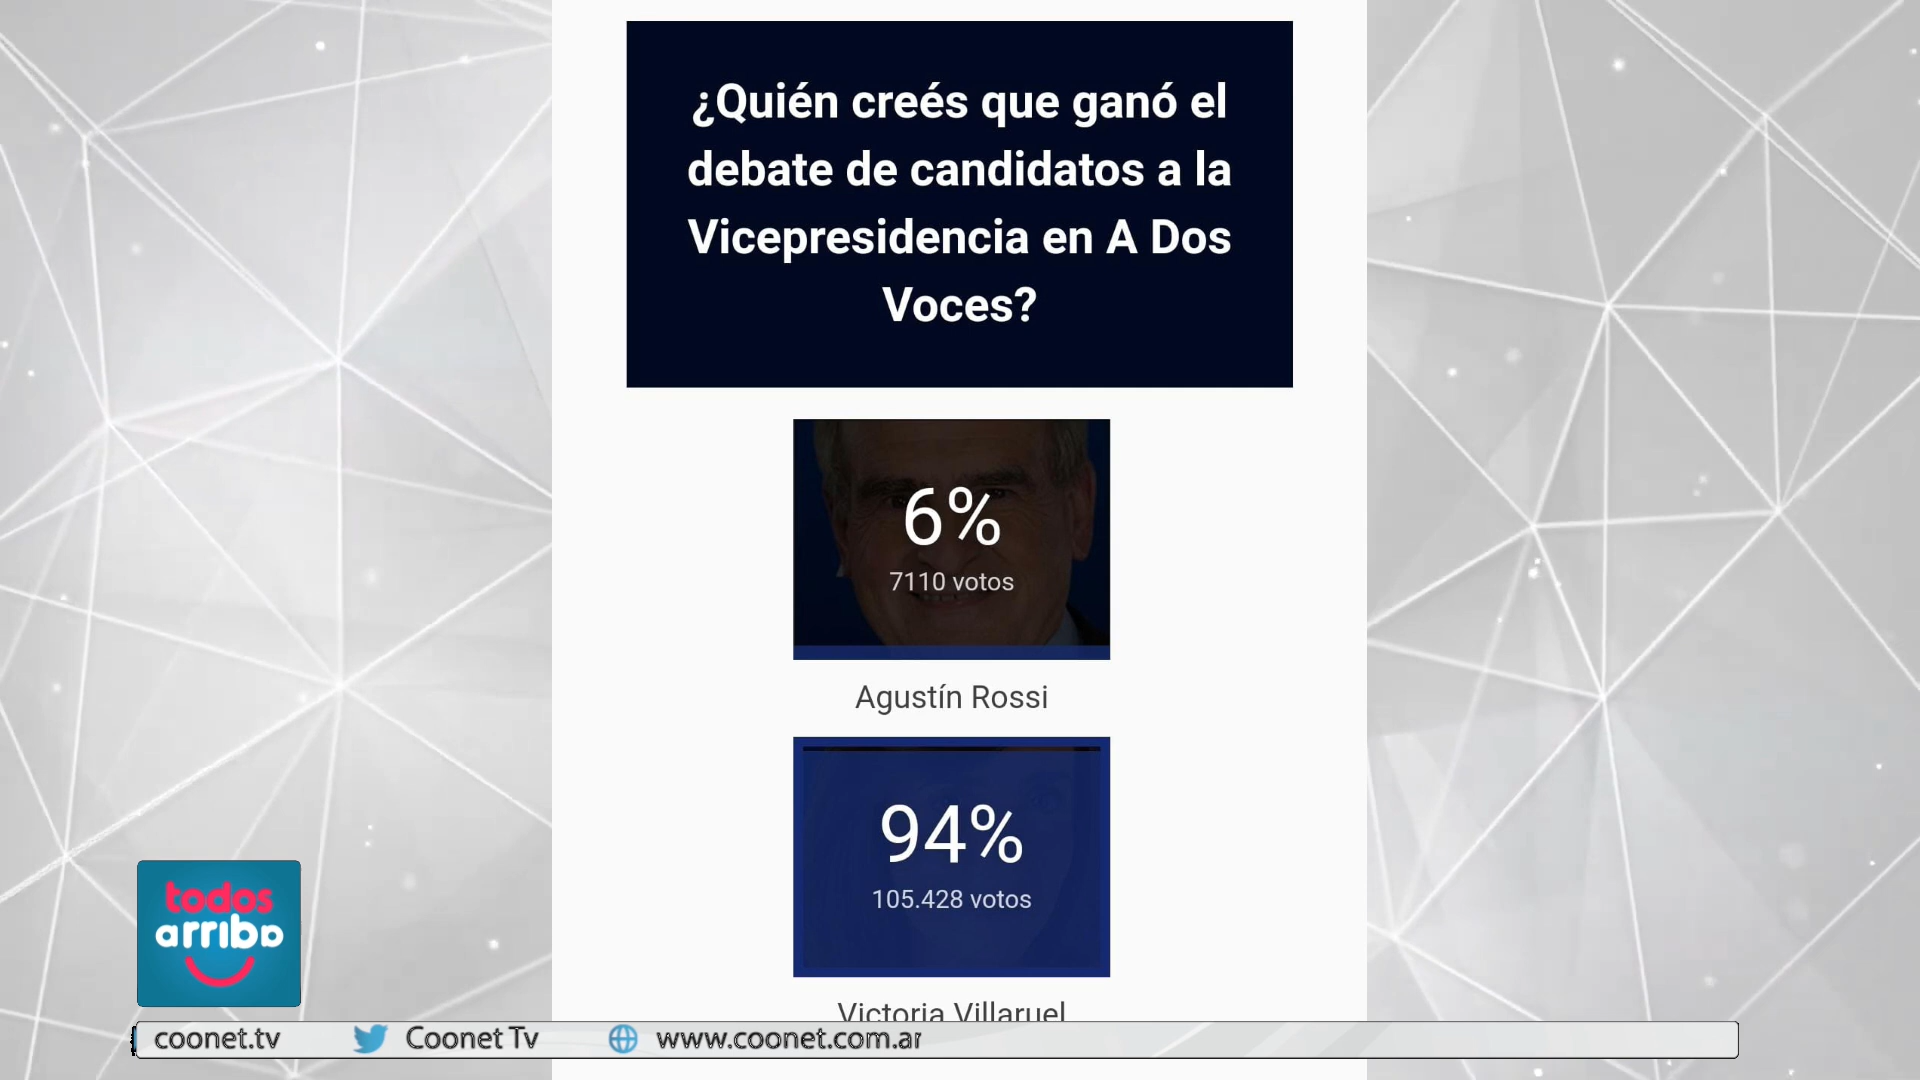 ¿Quién creés que ganó el
debate de candidatos a la
Vicepresidencia en A Dos
Voces?
6%
7110 votos
Agustín Rossi
94%
105.428 votos
Victoria Villaruel
todos
arriba
coonet.tv Coonet Tv www.coonet.com.ar